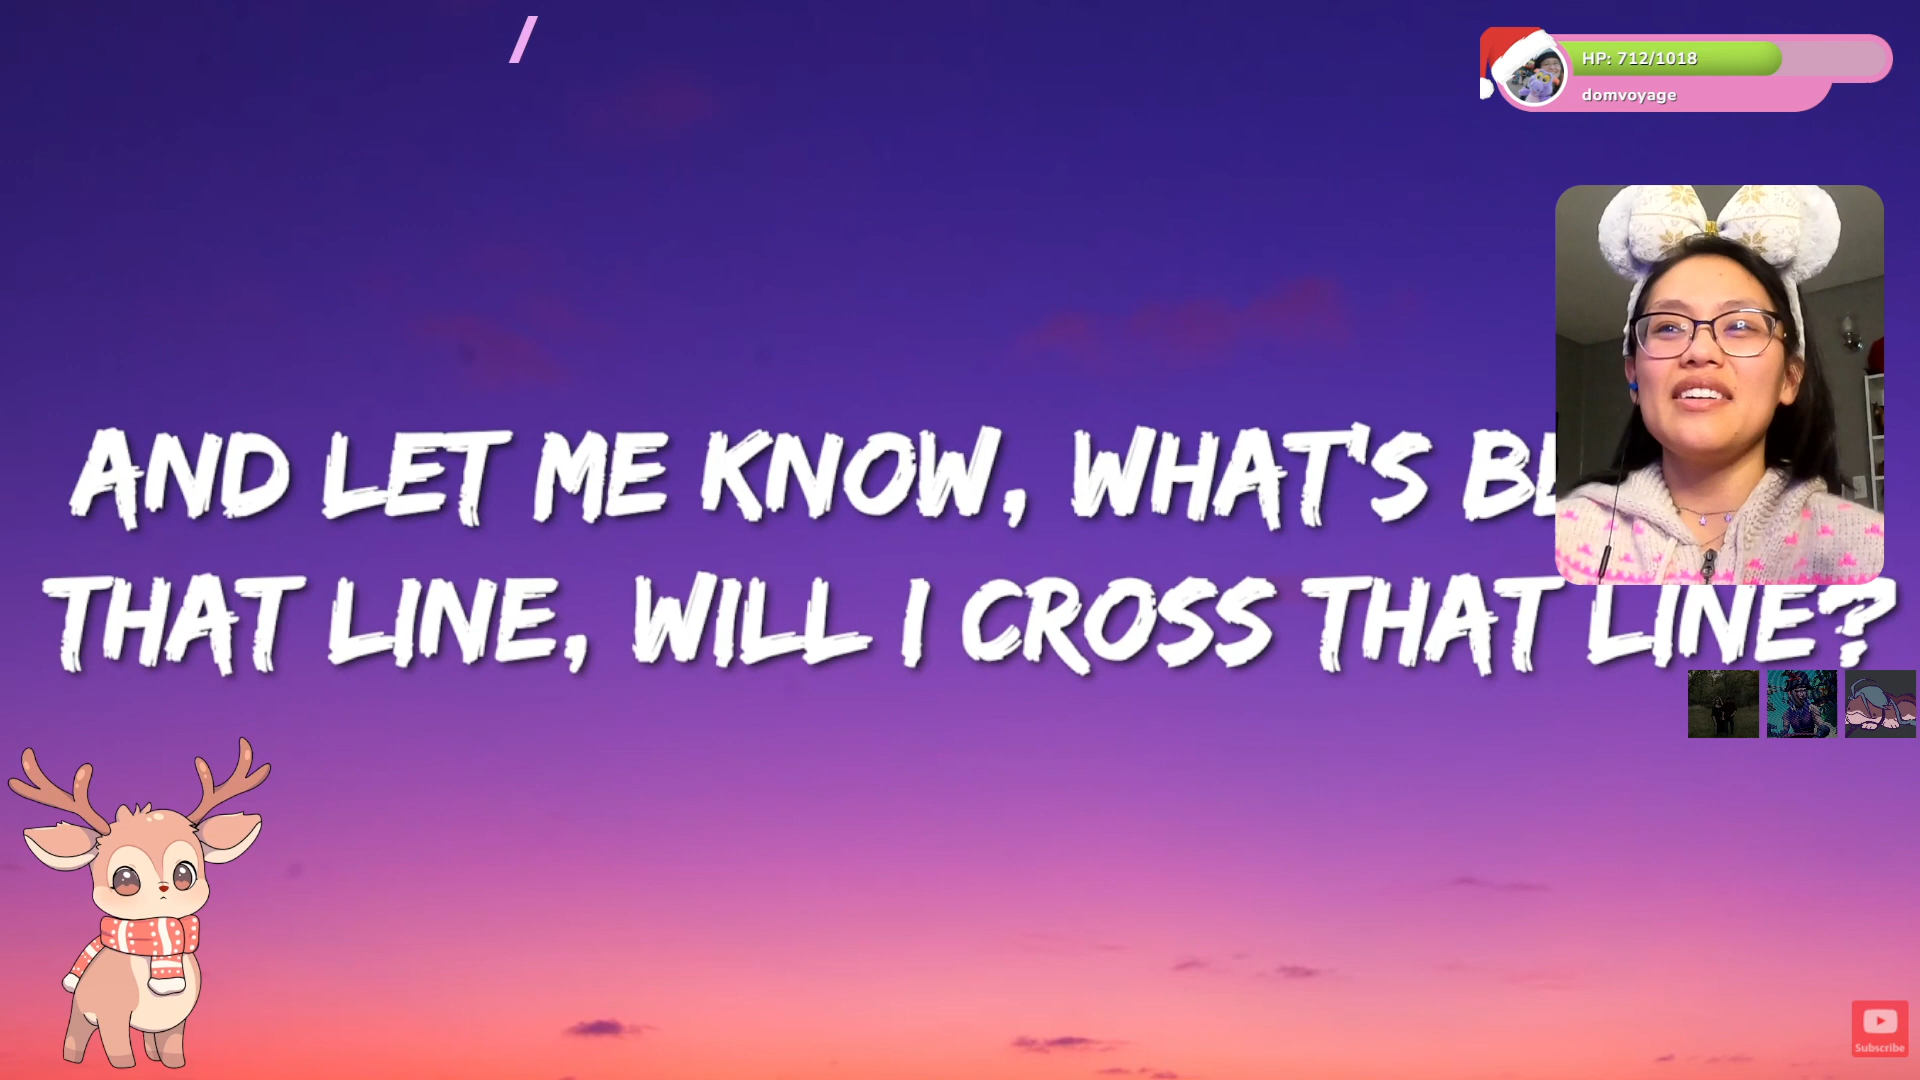 /
HP: 712/1018
domvoyage
AND LET ME KNOW, WHAT'S
THAT LINE, WILL I CROSS THAT LINE?
Subscribe